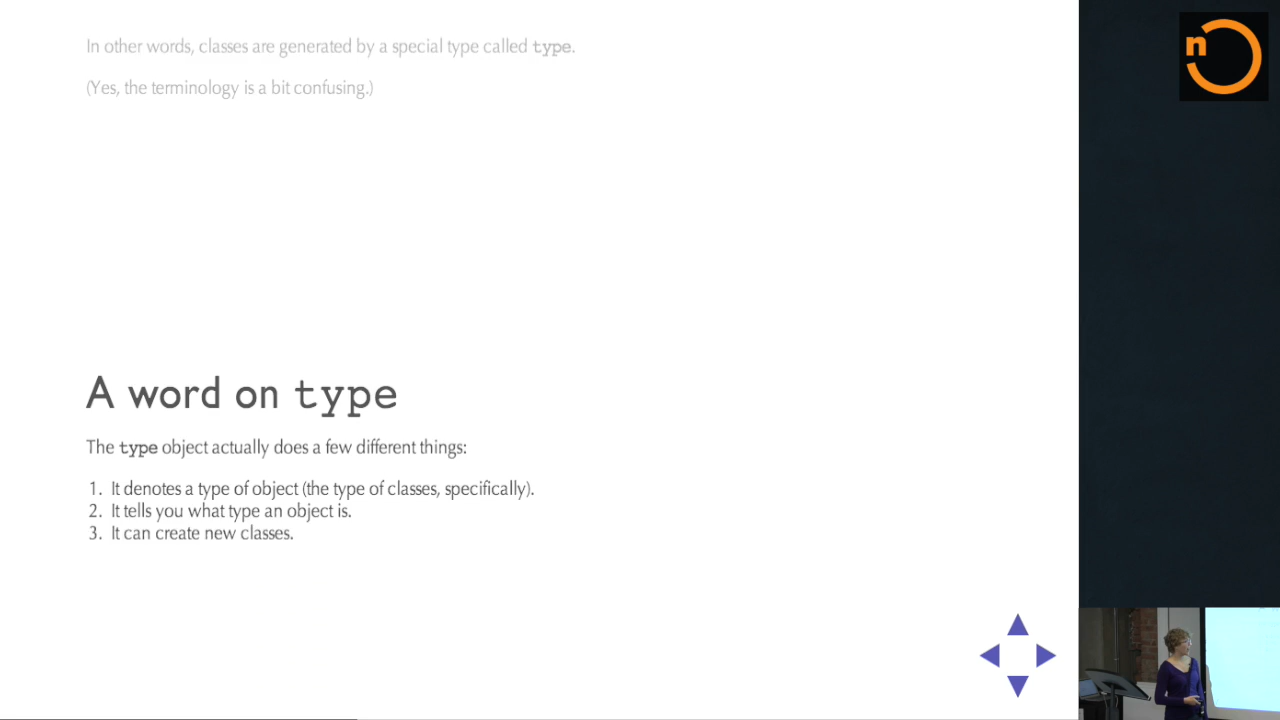 In other words, classes are generated by a special type called type.
(Yes, the terminology is a bit confusing.)
n
A word on type
The type object actually does a few different things:
1. It denotes a type of object (the type of classes, specifically).
2. It tells you what type an object is.
3. It can create new classes.